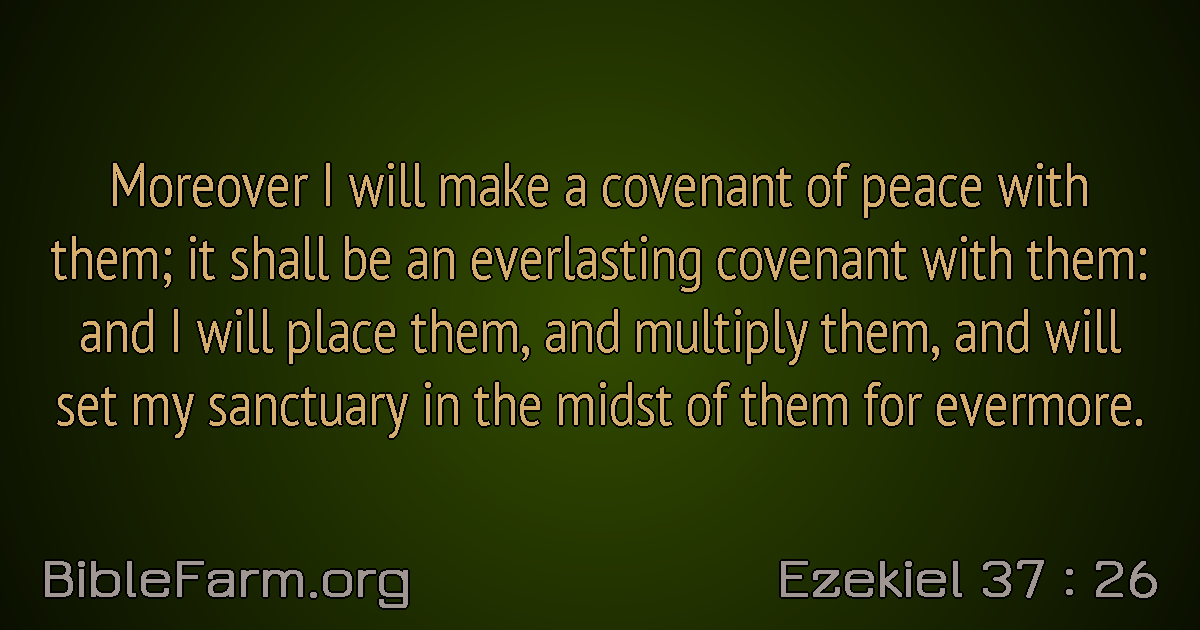 Moreover I will make a covenant of peace with
them; it shall be an everlasting covenant with them:
and I will place them, and multiply them, and will
set my sanctuary in the midst of them for evermore.
BibleFarm.org
Ezekiel 37 : 26